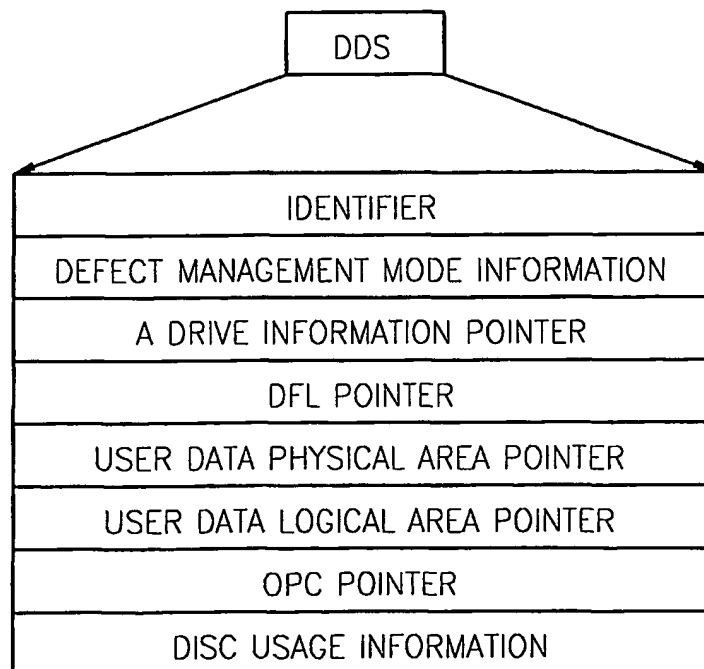 DDS
IDENTIFIER
DEFECT MANAGEMENT MODE INFORMATION
A DRIVE INFORMATION POINTER
DFL POINTER
USER DATA PHYSICAL AREA POINTER
USER DATA LOGICAL AREA POINTER
OPC POINTER
DISC USAGE INFORMATION